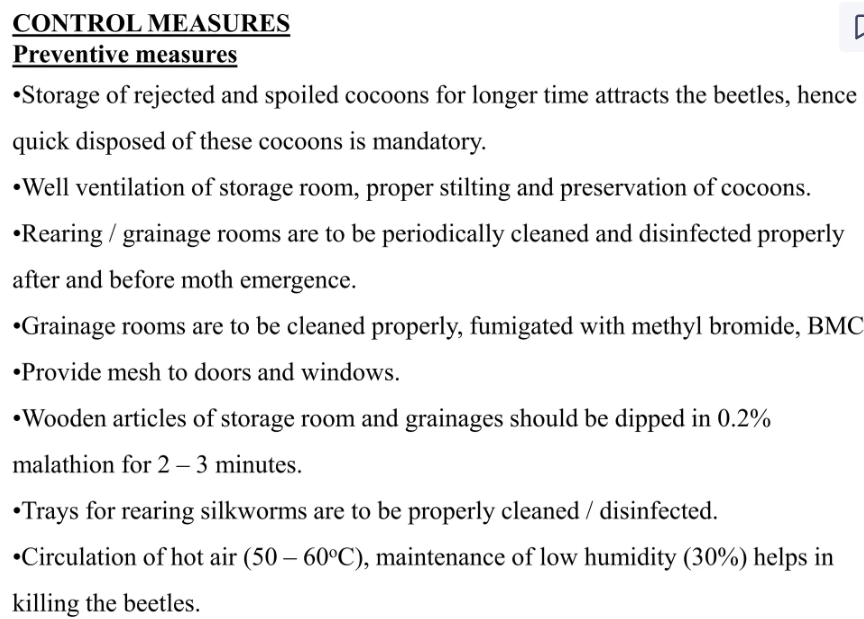 CONTROL MEASURES
Preventive measures
•Storage of rejected and spoiled cocoons for longer time attracts the beetles, hence
quick disposed of these cocoons is mandatory.
•Well ventilation of storage room, proper stilting and preservation of cocoons.
•Rearing / grainage rooms are to be periodically cleaned and disinfected properly
after and before moth emergence.
•Grainage rooms are to be cleaned properly, fumigated with methyl bromide, BMC
•Provide mesh to doors and windows.
•Wooden articles of storage room and grainages should be dipped in 0.2%
malathion for 2 – 3 minutes.
•Trays for rearing silkworms are to be properly cleaned / disinfected.
•Circulation of hot air (50 – 60ºC), maintenance of low humidity (30%) helps in
killing the beetles.